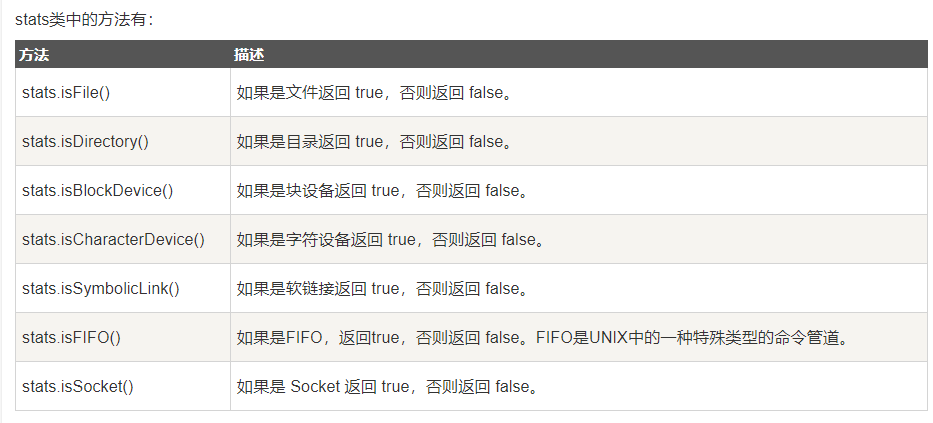 stats类中的方法有：
方法 描述
stats.isFile() 如果是文件返回 true，否则返回 false。
stats.isDirectory() 如果是目录返回 true，否则返回 false。
stats.isBlockDevice() 如果是块设备返回 true，否则返回 false。
stats.isCharacterDevice() 如果是字符设备返回 true，否则返回 false。
stats.isSymbolicLink() 如果是软链接返回 true，否则返回 false。
stats.isFIFO() 如果是FIFO，返回true，否则返回 false。FIFO是UNIX中的一种特殊类型的命令管道。
stats.isSocket() 如果是 Socket 返回 true，否则返回 false。